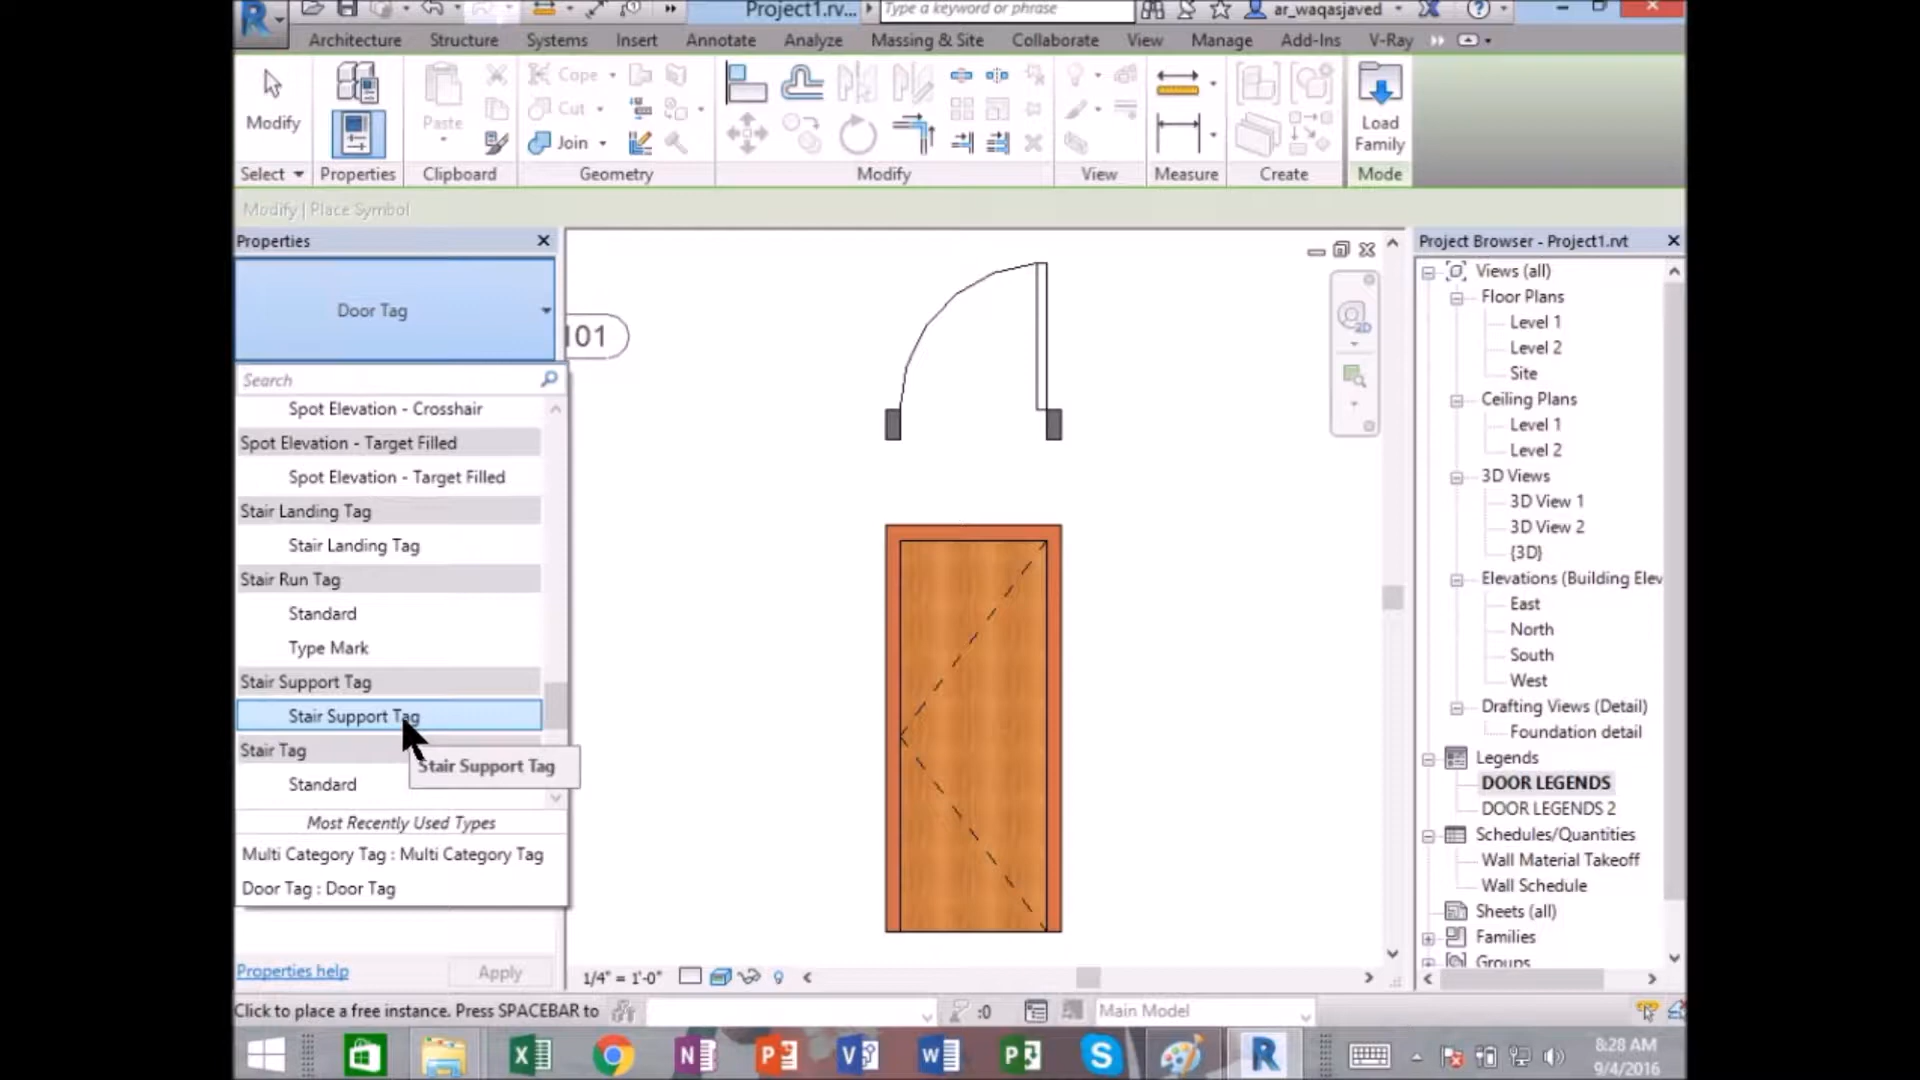 Project1.rv...
Type a keyword or phrase
ar_waqasjaved
Architecture Structure Systems Insert Annotate Analyze Massing & Site Collaborate View Manage Add-Ins V-Ray
Modify
Paste
Cope
Cut
Join
Load
Family
Select Properties Clipboard Geometry Modify View Measure Create Mode
Modify | Place Symbol
Properties
Door Tag
Search
Spot Elevation - Crosshair
Spot Elevation - Target Filled
Spot Elevation - Target Filled
Stair Landing Tag
Stair Landing Tag
Stair Run Tag
Standard
Type Mark
Stair Support Tag
Stair Support Tag
Stair Tag
Stair Support Tag
Standard
Most Recently Used Types
Multi Category Tag : Multi Category Tag
Door Tag : Door Tag
Properties help
Apply
101
2D
1/4" = 1'-0"
Project Browser - Project1.rvt
Views (all)
Floor Plans
Level 1
Level 2
Site
Ceiling Plans
Level 1
Level 2
3D Views
3D View 1
3D View 2
{3D}
Elevations (Building Elev
East
North
South
West
Drafting Views (Detail)
Foundation detail
Legends
DOOR LEGENDS
DOOR LEGENDS 2
Schedules/Quantities
Wall Material Takeoff
Wall Schedule
Sheets (all)
Families
Groups
Click to place a free instance. Press SPACEBAR to
:0
Main Model
8:28 AM
9/4/2016